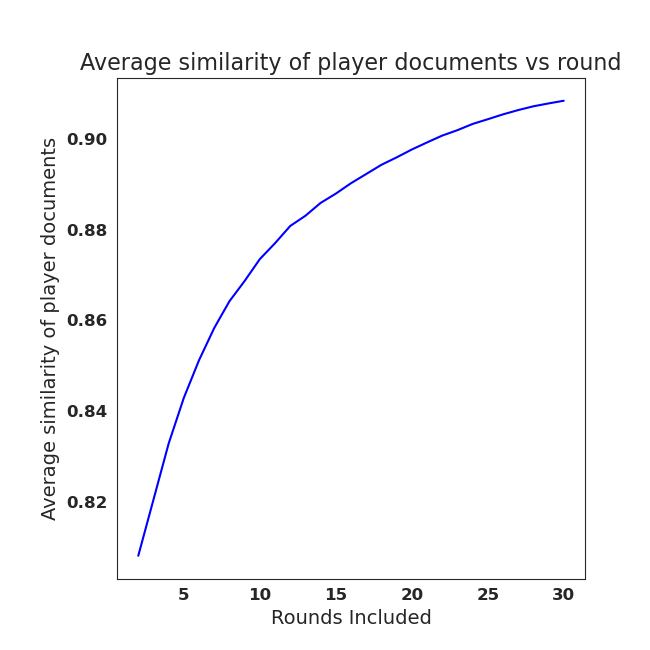 Average similarity of player documents vs round
Average similarity of player documents
0.90
0.88
0.86
0.84
0.82
5 10 15 20 25 30
Rounds Included